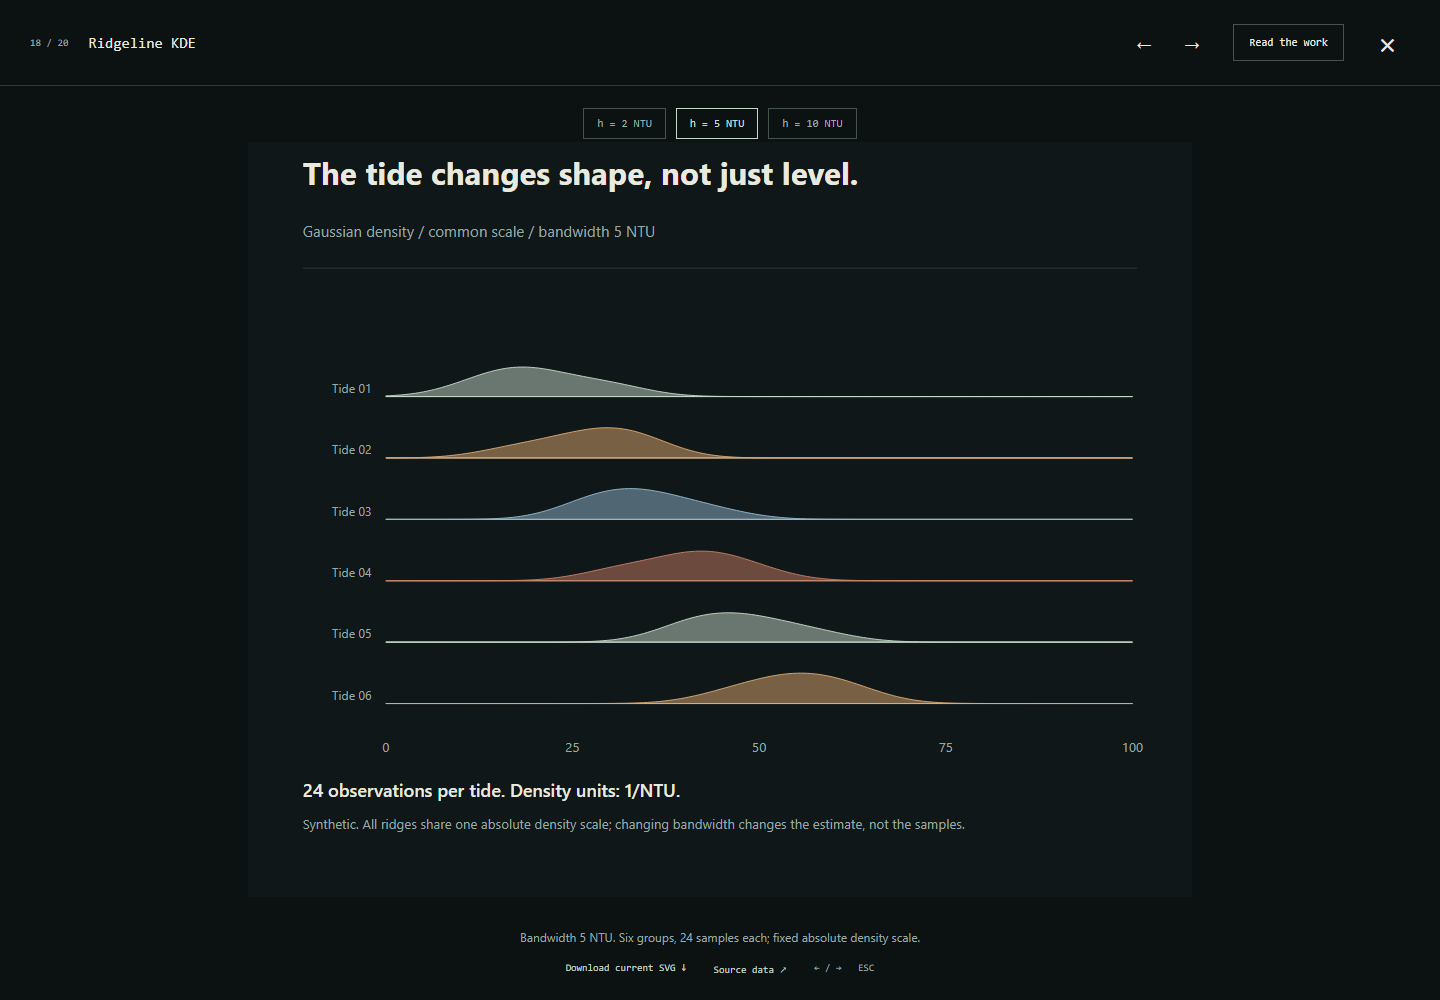 18 / 20 Ridgeline KDE ← → Read the work ✕
h = 2 NTU h = 5 NTU h = 10 NTU
The tide changes shape, not just level.
Gaussian density / common scale / bandwidth 5 NTU
Tide 01
Tide 02
Tide 03
Tide 04
Tide 05
Tide 06
0 25 50 75 100
24 observations per tide. Density units: 1/NTU.
Synthetic. All ridges share one absolute density scale; changing bandwidth changes the estimate, not the samples.
Bandwidth 5 NTU. Six groups, 24 samples each; fixed absolute density scale.
Download current SVG ↓ Source data ↗ ← / → ESC